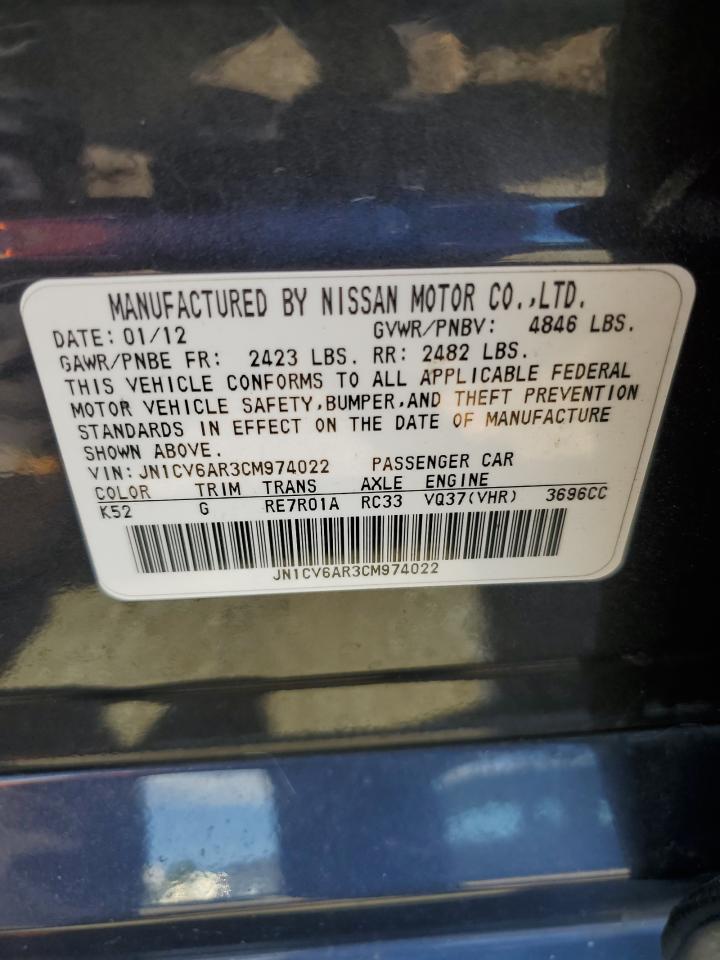 MANUFACTURED BY NISSAN MOTOR CO.,LTD.
DATE: 01/12 GVWR/PNBV: 4846 LBS.
GAWR/PNBE FR: 2423 LBS. RR: 2482 LBS.
THIS VEHICLE CONFORMS TO ALL APPLICABLE FEDERAL
MOTOR VEHICLE SAFETY,BUMPER,AND THEFT PREVENTION
STANDARDS IN EFFECT ON THE DATE OF MANUFACTURE
SHOWN ABOVE.
VIN: JN1CV6AR3CM974022 PASSENGER CAR
COLOR TRIM TRANS AXLE ENGINE
K52 G RE7R01A RC33 VQ37(VHR) 3696CC
JN1CV6AR3CM974022